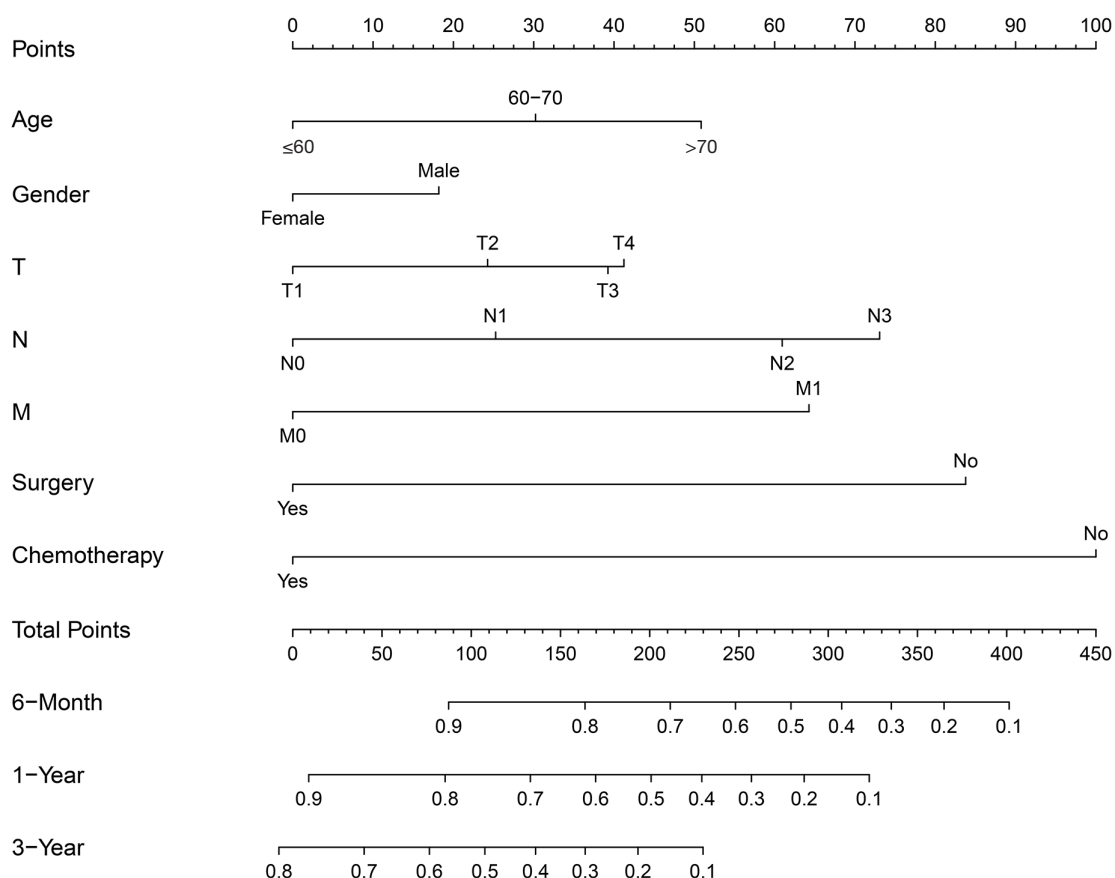 0 10 20 30 40 50 60 70 80 90 100
Points
60−70
Age
≤60 >70
Male
Gender
Female
T2 T4
T
T1 T3
N1 N3
N
N0 N2
M1
M
M0
No
Surgery
Yes
No
Chemotherapy
Yes
Total Points
0 50 100 150 200 250 300 350 400 450
6−Month
0.9 0.8 0.7 0.6 0.5 0.4 0.3 0.2 0.1
1−Year
0.9 0.8 0.7 0.6 0.5 0.4 0.3 0.2 0.1
3−Year
0.8 0.7 0.6 0.5 0.4 0.3 0.2 0.1